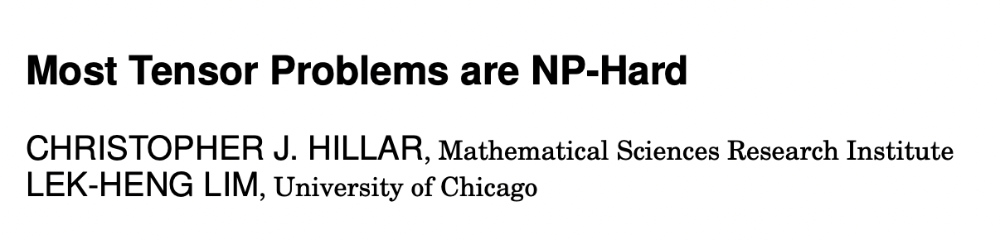 Most Tensor Problems are NP-Hard
CHRISTOPHER J. HILLAR, Mathematical Sciences Research Institute
LEK-HENG LIM, University of Chicago